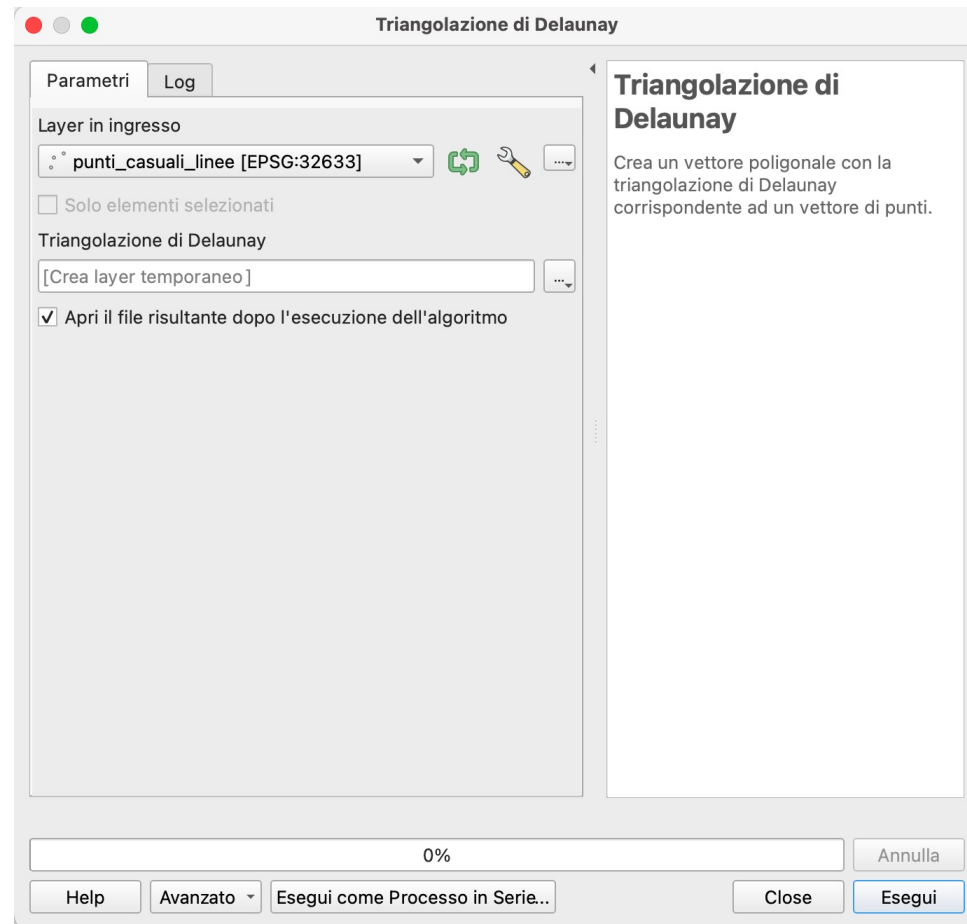 Triangolazione di Delaunay
Parametri
Log
Layer in ingresso
punti_casuali_linee [EPSG:32633]
...
Solo elementi selezionati
Triangolazione di Delaunay
[Crea layer temporaneo]
...
Apri il file risultante dopo l'esecuzione dell'algoritmo
Triangolazione di
Delaunay
Crea un vettore poligonale con la
triangolazione di Delaunay
corrispondente ad un vettore di punti.
0%
Annulla
Help
Avanzato
Esegui come Processo in Serie...
Close
Esegui